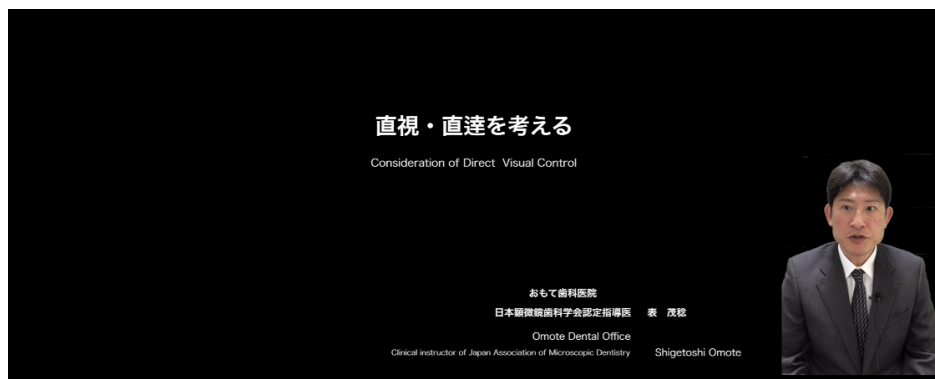 直視・直達を考える
Consideration of Direct Visual Control
おもて歯科医院
日本顕微鏡歯科学会認定指導医 表 茂稔
Omote Dental Office
Clinical instructor of Japan Association of Microscopic Dentistry Shigetoshi Omote